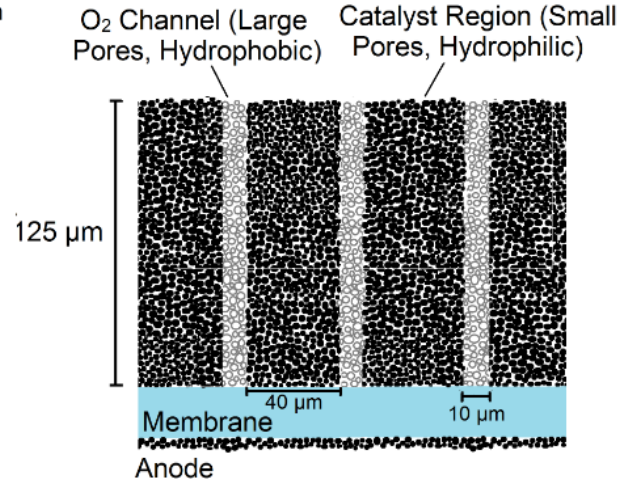 O₂ Channel (Large
Pores, Hydrophobic)
Catalyst Region (Small
Pores, Hydrophilic)
125 µm
40 µm
10 µm
Membrane
Anode